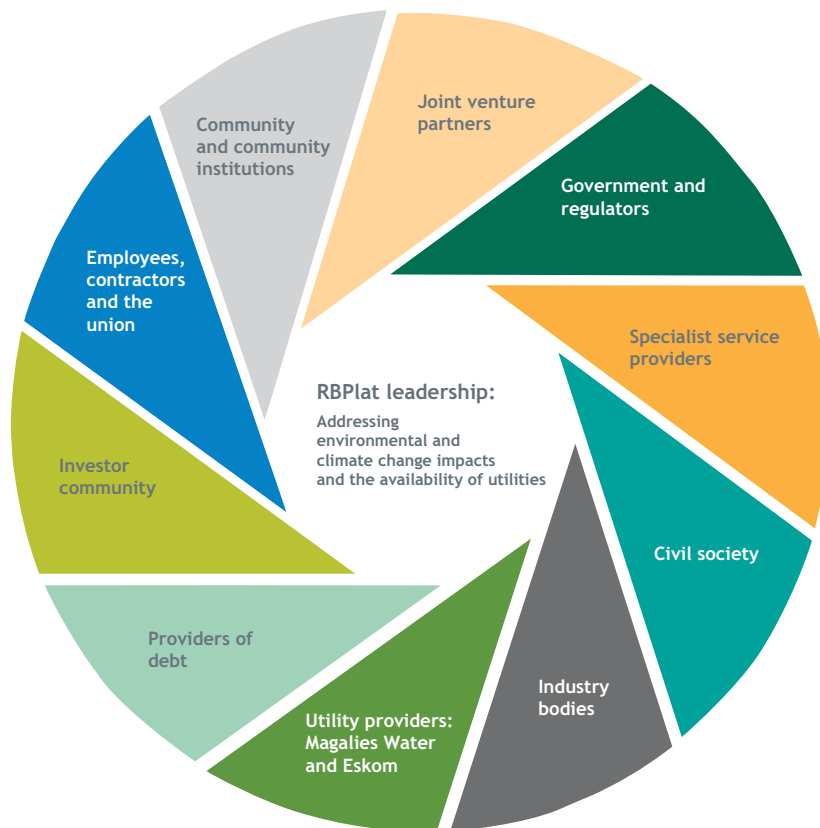 Joint venture
partners
Government and
regulators
Specialist service
providers
Civil society
Industry
bodies
Utility providers:
Magalies Water
and Eskom
Providers of
debt
Investor
community
Employees,
contractors
and the
union
Community
and community
institutions
RBPlat leadership:
Addressing
environmental and
climate change impacts
and the availability of utilities